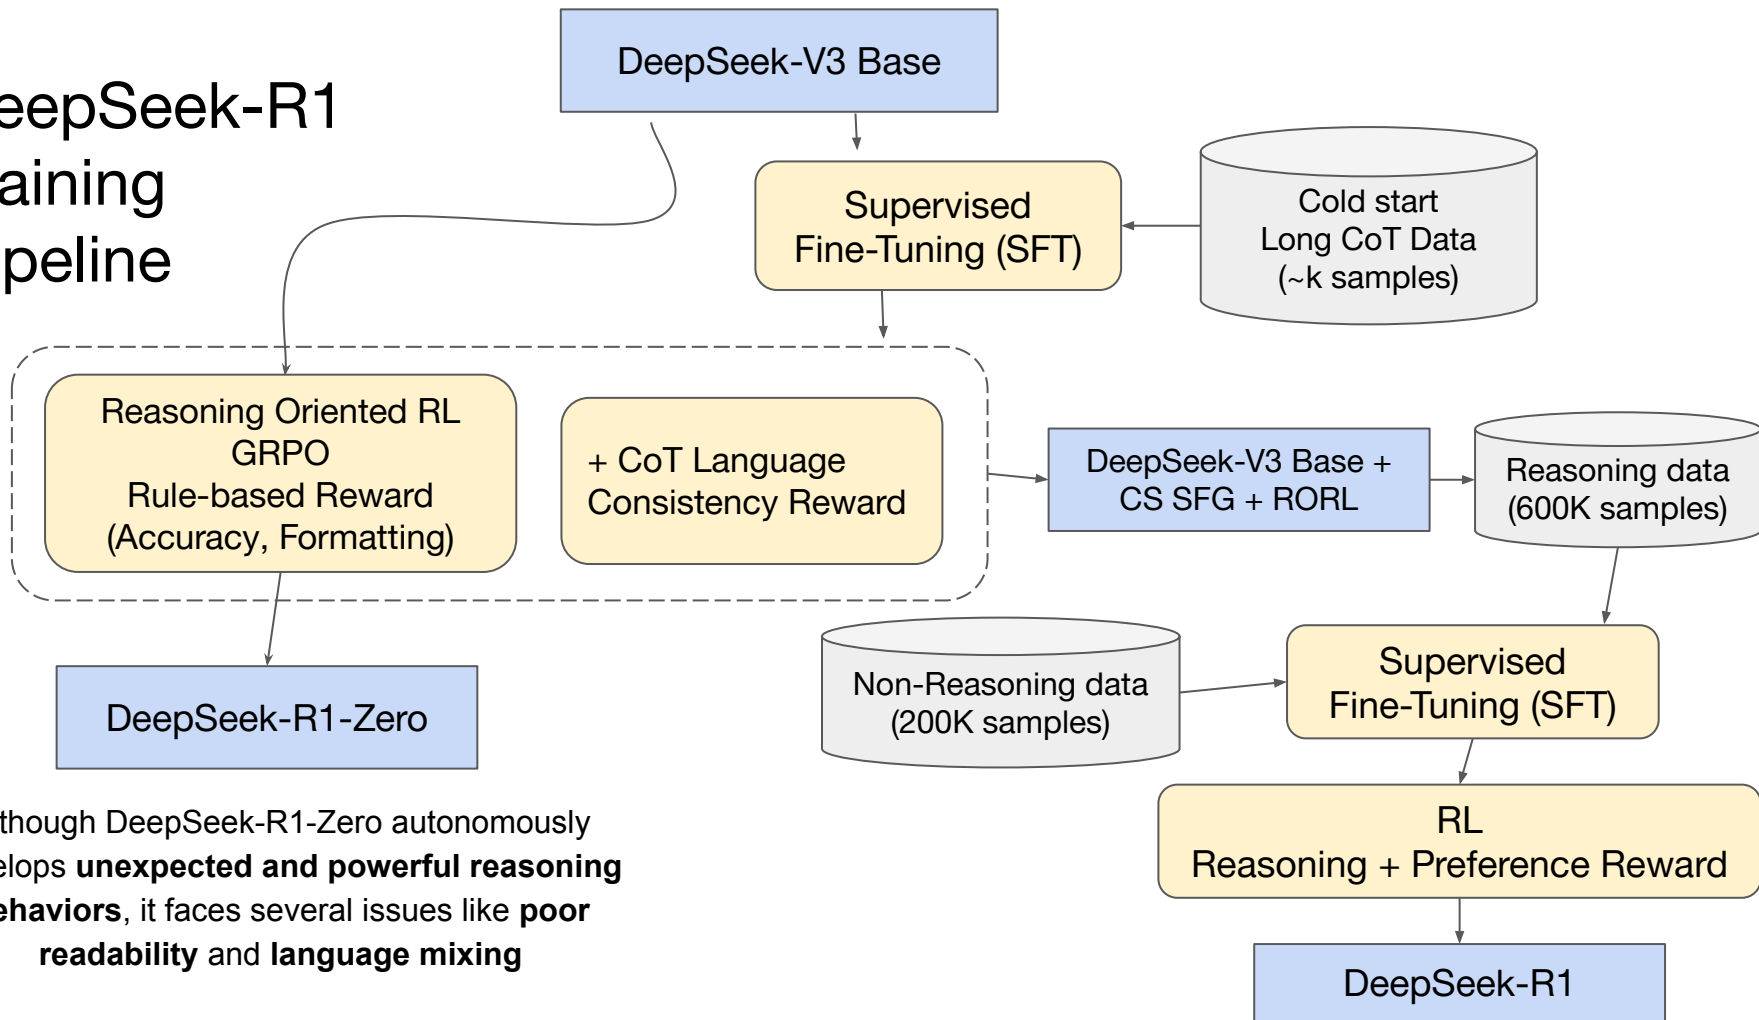 DeepSeek-V3 Base
eepSeek-R1
aining
peline
Supervised
Fine-Tuning (SFT)
Cold start
Long CoT Data
(~k samples)
Reasoning Oriented RL
GRPO
Rule-based Reward
(Accuracy, Formatting)
+ CoT Language
Consistency Reward
DeepSeek-V3 Base +
CS SFG + RORL
Reasoning data
(600K samples)
Non-Reasoning data
(200K samples)
Supervised
Fine-Tuning (SFT)
DeepSeek-R1-Zero
RL
Reasoning + Preference Reward
though DeepSeek-R1-Zero autonomously
elops unexpected and powerful reasoning
ehaviors, it faces several issues like poor
readability and language mixing
DeepSeek-R1